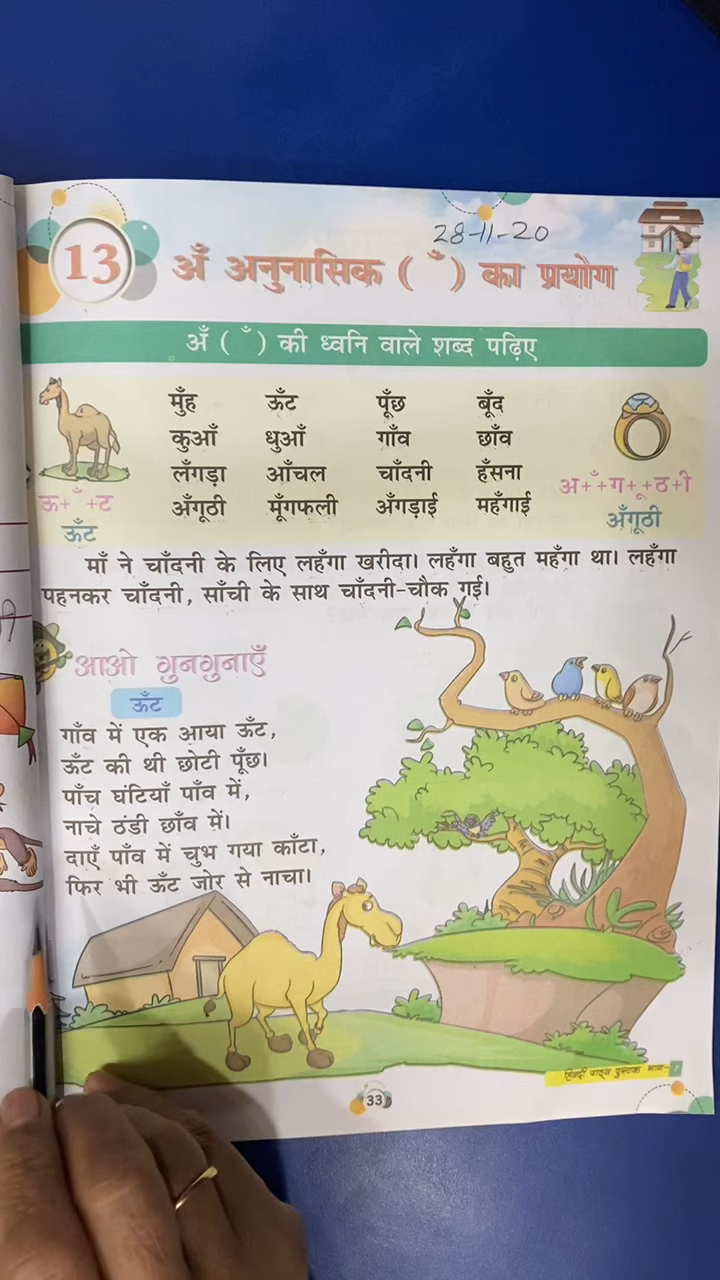 28-11-20
13 अँ अनुनासिक ( ँ ) का प्रयोग
अँ ( ँ ) की ध्वनि वाले शब्द पढ़िए
मुँह ऊँट पूँछ बूँद
कुआँ धुआँ गाँव छाँव
लँगड़ा आँचल चाँदनी हँसना
अँगूठी मूँगफली अँगड़ाई महँगाई
ऊ+ ँ +ट
ऊँट
अ+ ँ+ग+ ू+ठ+ी
अँगूठी
माँ ने चाँदनी के लिए लहँगा खरीदा। लहँगा बहुत महँगा था। लहँगा
पहनकर चाँदनी, साँची के साथ चाँदनी-चौक गई।
आओ गुनगुनाएँ
ऊँट
गाँव में एक आया ऊँट,
ऊँट की थी छोटी पूँछ।
पाँच घंटियाँ पाँव में,
नाचे ठंडी छाँव में।
दाएँ पाँव में चुभ गया काँटा,
फिर भी ऊँट जोर से नाचा।
हिन्दी पाठ्य पुस्तक भाग-
33